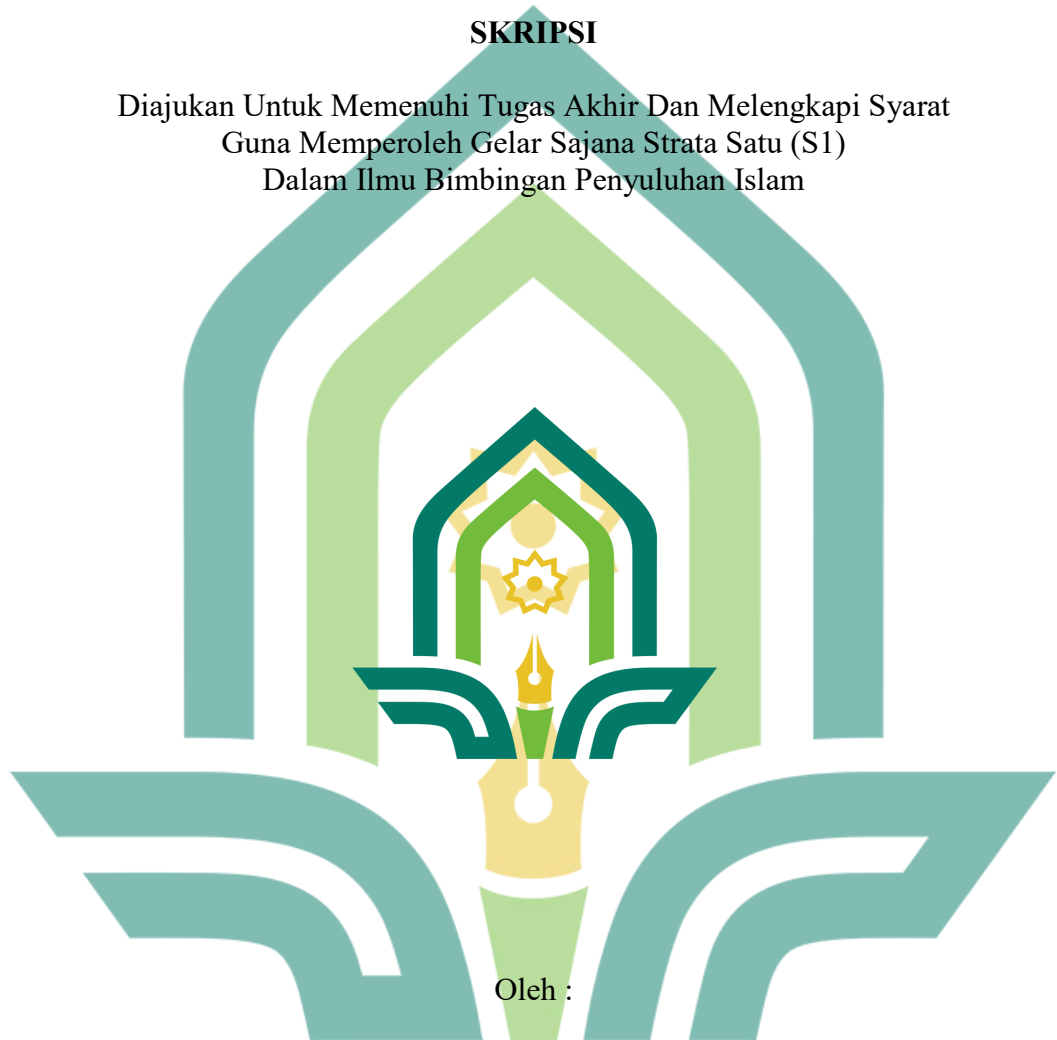 SKRIPSI
Diajukan Untuk Memenuhi Tugas Akhir Dan Melengkapi Syarat
Guna Memperoleh Gelar Sajana Strata Satu (S1)
Dalam Ilmu Bimbingan Penyuluhan Islam
Oleh :